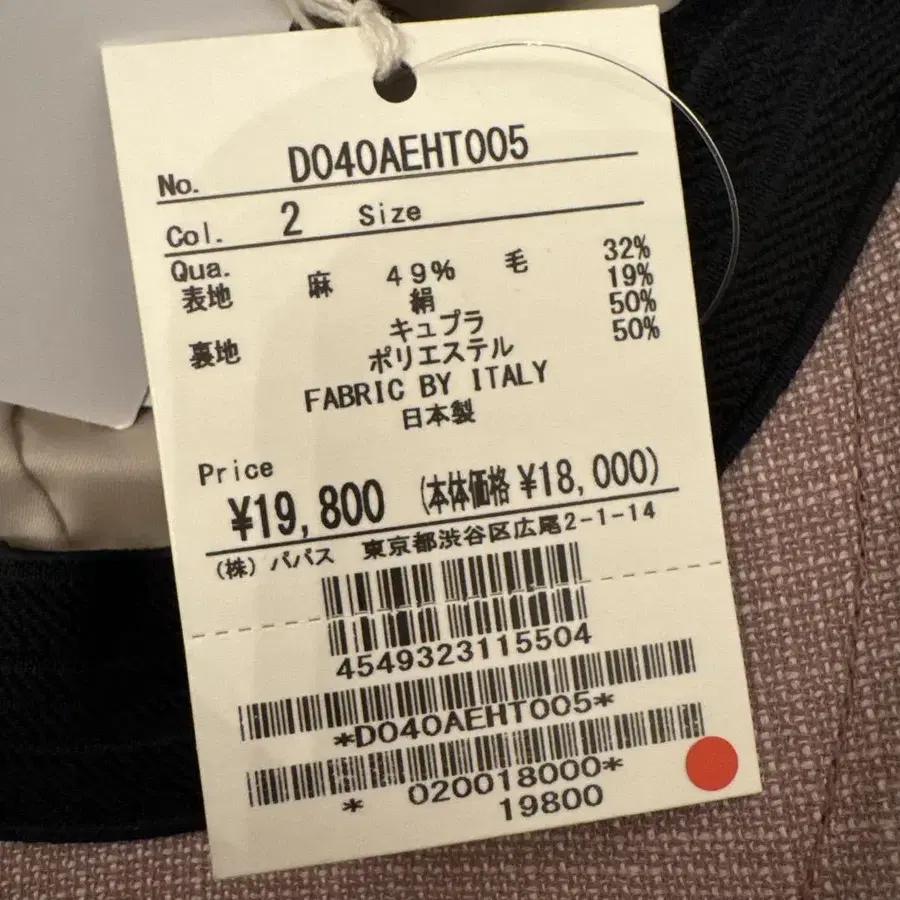 No. D040AEHT005
Col. 2 Size
Qua.
表地 麻 49% 毛 32%
絹 19%
キュプラ 50%
裏地 ポリエステル 50%
FABRIC BY ITALY
日本製
Price
¥19,800 (本体価格 ¥18,000)
(株) パパス 東京都渋谷区広尾2-1-14
4549323115504
*D040AEHT005*
* 020018000*
19800